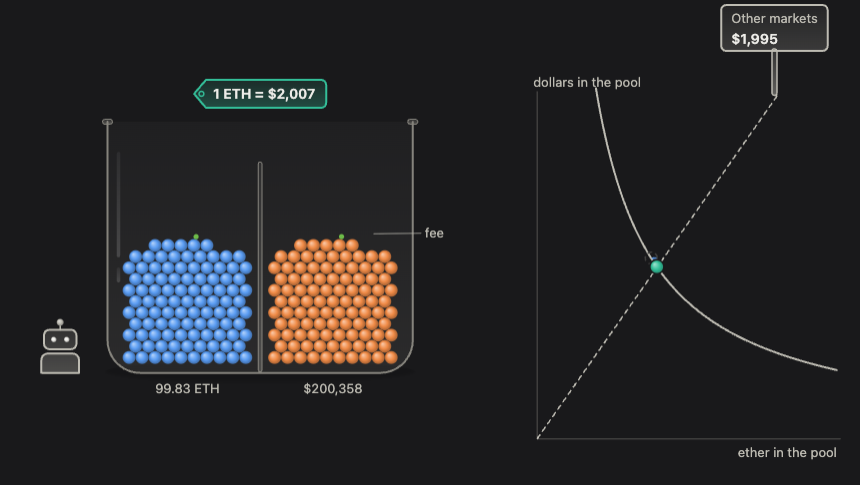 Other markets
$1,995
dollars in the pool
1 ETH = $2,007
fee
99.83 ETH
$200,358
ether in the pool